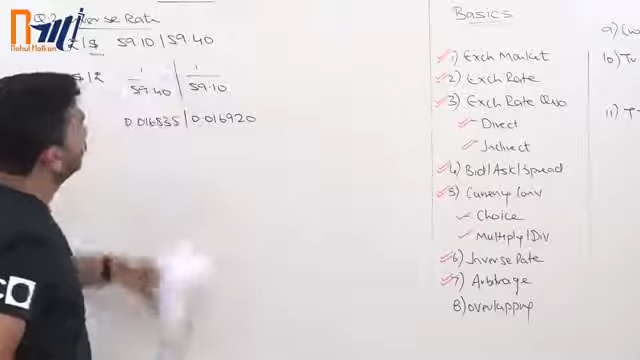 Inverse Rate
₹/$ 59.10/59.40
$/₹ 1/59.40 | 1/59.10
0.016835/0.016920
Basics
1) Exch Market
2) Exch Rate
3) Exch Rate Quo
Direct
Indirect
4) Bid/Ask/Spread
5) Currency Conv
Choice
Multiply/Div
6) Inverse Rate
7) Arbitrage
8) overlapping
9)
10)
11)
Rahul Malkan